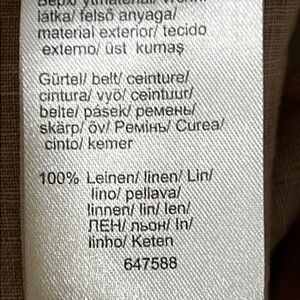 látka/ felső anyaga/
material exterior/ tecido
externo/ üst kumaş
Gürtel/ belt/ ceinture/
cintura/ vyö/ ceintuur/
belte/ pásek/ ремень/
skärp/ öv/ Ремінь/ Curea/
cinto/ kemer
100% Leinen/ linen/ Lin/
lino/ pellava/
linnen/ lin/ len/
ЛЕН/ льон/ In/
linho/ Keten
647588